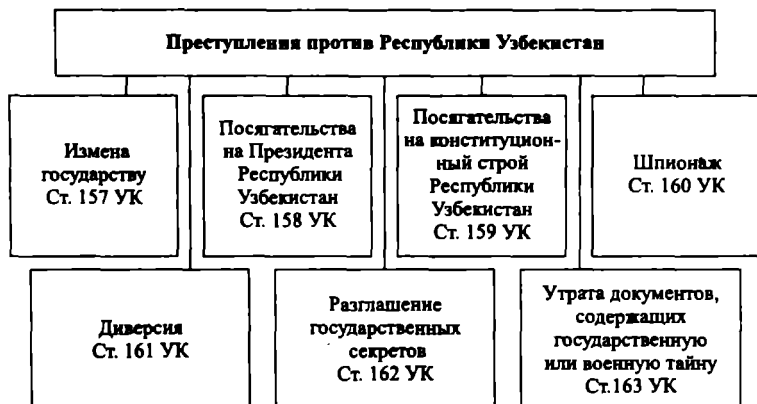 Преступления против Республики Узбекистан
Измена
государству
Ст. 157 УК
Посягательства
на Президента
Республики
Узбекистан
Ст. 158 УК
Посягательства
на конституцион-
ный строй
Республики
Узбекистан
Ст. 159 УК
Шпионаж
Ст. 160 УК
Диверсия
Ст. 161 УК
Разглашение
государственных
секретов
Ст. 162 УК
Утрата документов,
содержащих
государственную
или военную тайну
Ст.163 УК